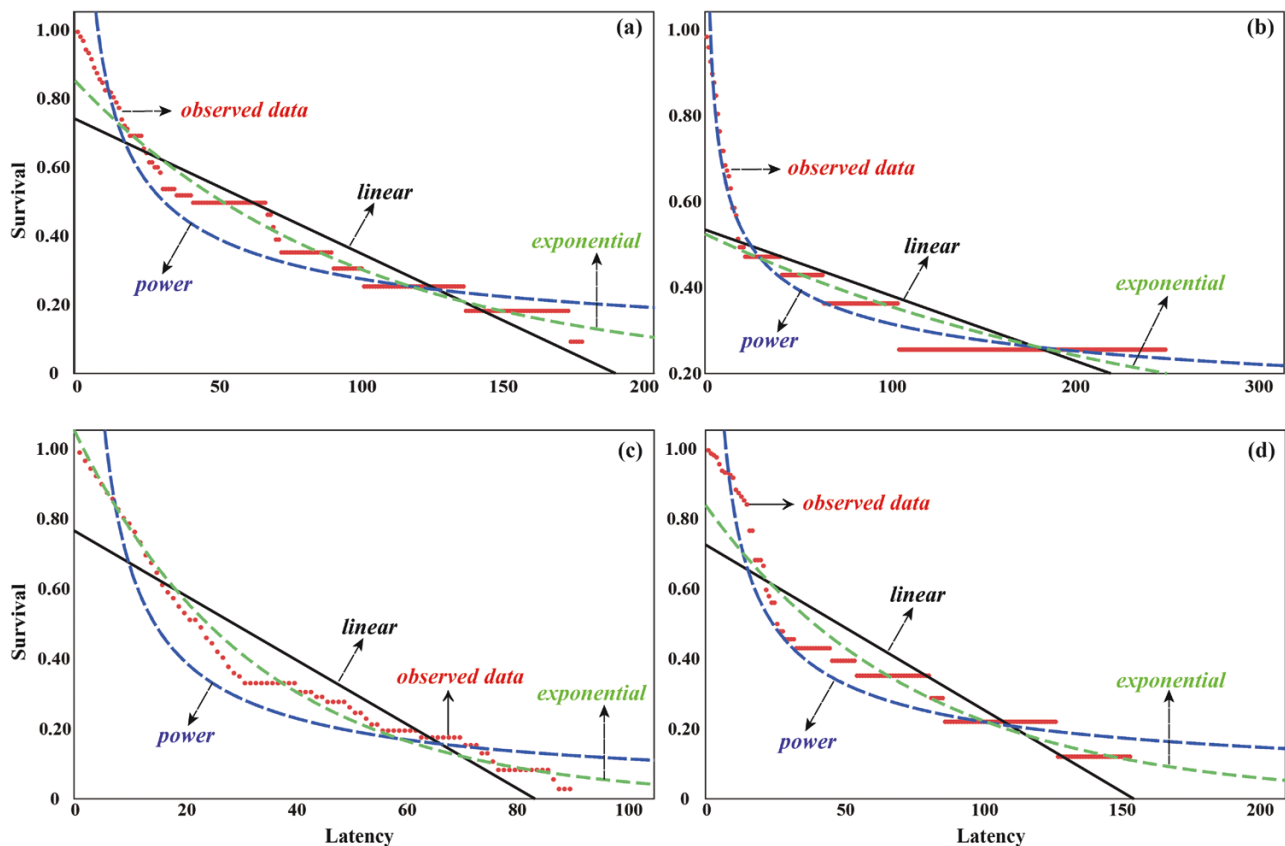 (a)
1.00
0.80
0.60
0.40
0.20
0
Survival
observed data
linear
exponential
power
0
50
100
150
200
(b)
1.00
0.80
0.60
0.40
0.20
observed data
linear
exponential
power
0
100
200
300
(c)
1.00
0.80
0.60
0.40
0.20
0
Survival
linear
observed data
exponential
power
0
20
40
60
80
100
Latency
(d)
1.00
0.80
0.60
0.40
0.20
0
observed data
linear
exponential
power
0
50
100
150
200
Latency